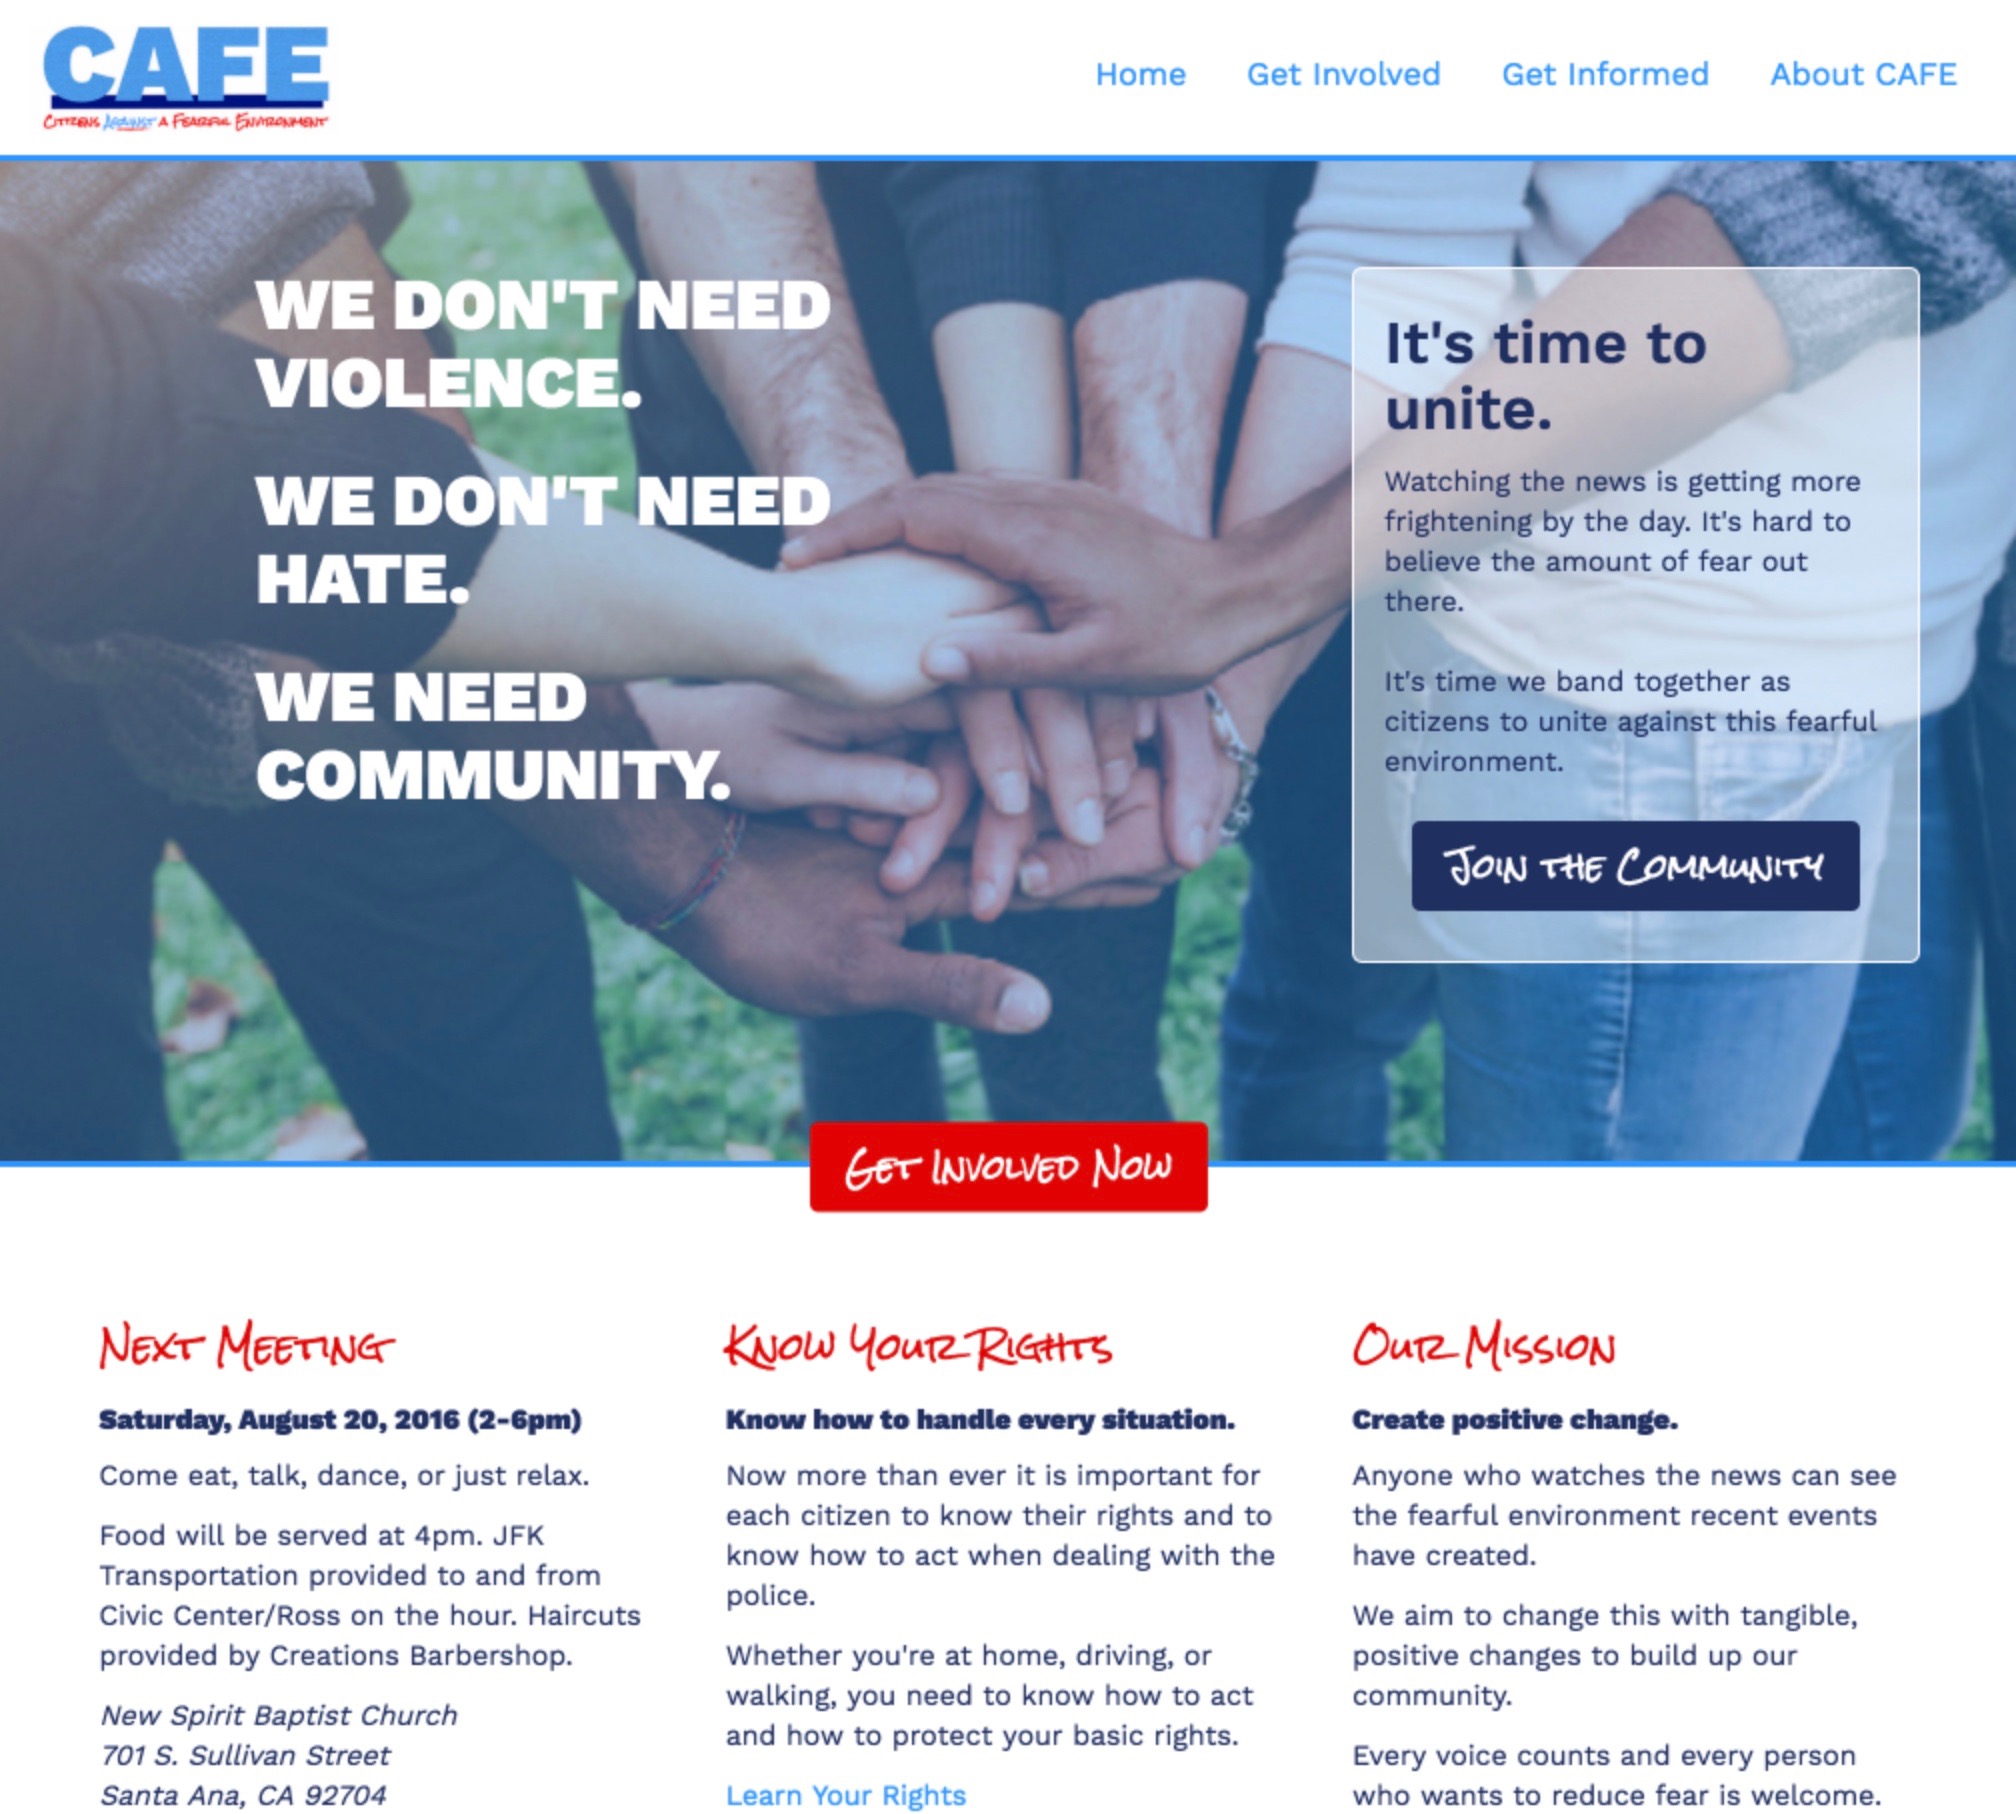 CAFE
Citizens Against a Fearful Environment
Home Get Involved Get Informed About CAFE
WE DON'T NEED
VIOLENCE.
WE DON'T NEED
HATE.
WE NEED
COMMUNITY.
It's time to
unite.
Watching the news is getting more
frightening by the day. It's hard to
believe the amount of fear out
there.
It's time we band together as
citizens to unite against this fearful
environment.
Join the Community
Get Involved Now
Next Meeting
Saturday, August 20, 2016 (2-6pm)
Come eat, talk, dance, or just relax.
Food will be served at 4pm. JFK
Transportation provided to and from
Civic Center/Ross on the hour. Haircuts
provided by Creations Barbershop.
New Spirit Baptist Church
701 S. Sullivan Street
Santa Ana, CA 92704
Know Your Rights
Know how to handle every situation.
Now more than ever it is important for
each citizen to know their rights and to
know how to act when dealing with the
police.
Whether you're at home, driving, or
walking, you need to know how to act
and how to protect your basic rights.
Learn Your Rights
Our Mission
Create positive change.
Anyone who watches the news can see
the fearful environment recent events
have created.
We aim to change this with tangible,
positive changes to build up our
community.
Every voice counts and every person
who wants to reduce fear is welcome.